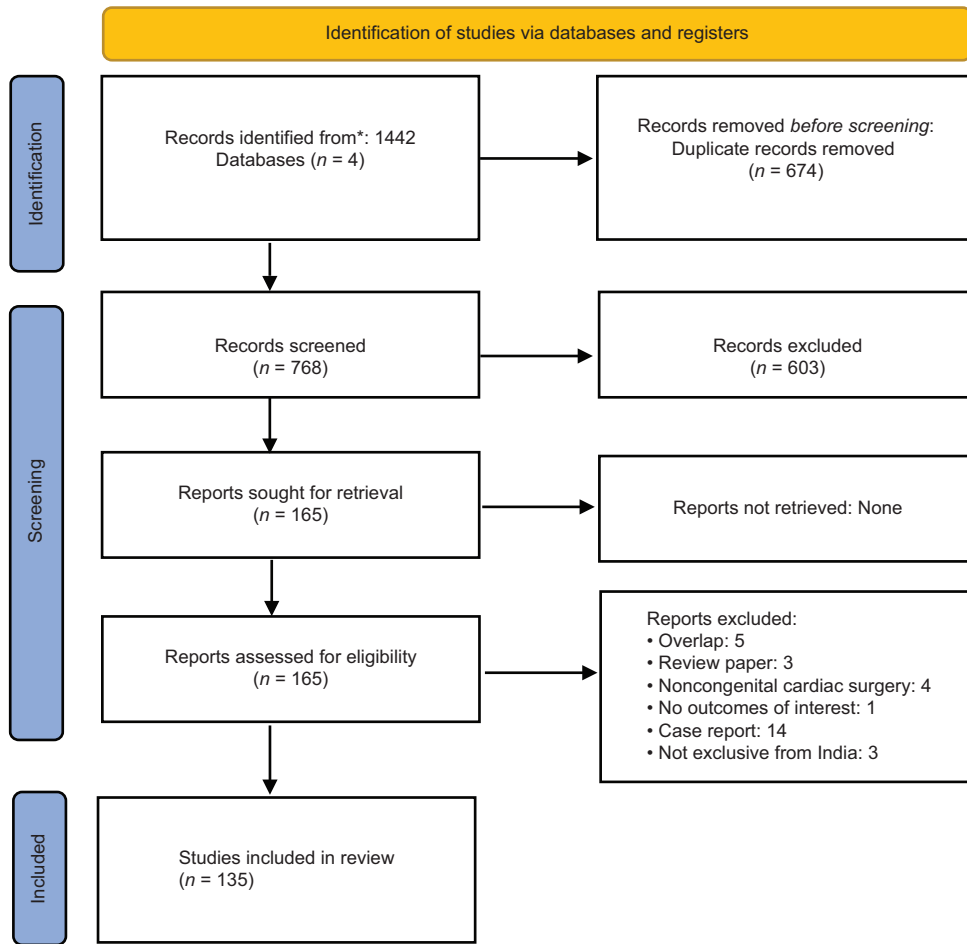 Identification of studies via databases and registers
Identification
Records identified from*: 1442
Databases (n = 4)
Records removed before screening:
Duplicate records removed
(n = 674)
Screening
Records screened
(n = 768)
Records excluded
(n = 603)
Reports sought for retrieval
(n = 165)
Reports not retrieved: None
Reports assessed for eligibility
(n = 165)
Reports excluded:
• Overlap: 5
• Review paper: 3
• Noncongenital cardiac surgery: 4
• No outcomes of interest: 1
• Case report: 14
• Not exclusive from India: 3
Included
Studies included in review
(n = 135)